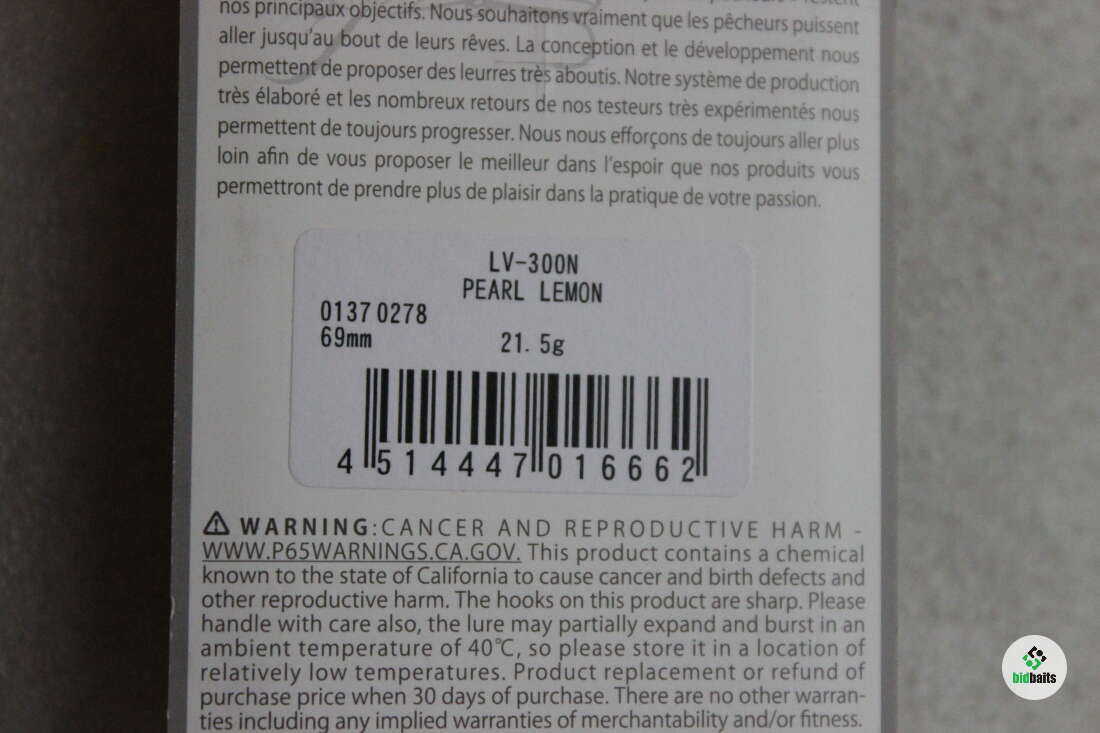 restent
nos principaux objectifs. Nous souhaitons vraiment que les pêcheurs puissent
aller jusqu'au bout de leurs rêves. La conception et le développement nous
permettent de proposer des leurres très aboutis. Notre système de production
très élaboré et les nombreux retours de nos testeurs très expérimentés nous
permettent de toujours progresser. Nous nous efforçons de toujours aller plus
loin afin de vous proposer le meilleur dans l'espoir que nos produits vous
permettront de prendre plus de plaisir dans la pratique de votre passion.
LV-300N
PEARL LEMON
0137 0278
69mm 21. 5g
4 514447 016662
⚠ WARNING:CANCER AND REPRODUCTIVE HARM -
WWW.P65WARNINGS.CA.GOV. This product contains a chemical
known to the state of California to cause cancer and birth defects and
other reproductive harm. The hooks on this product are sharp. Please
handle with care also, the lure may partially expand and burst in an
ambient temperature of 40℃, so please store it in a location of
relatively low temperatures. Product replacement or refund of
purchase price when 30 days of purchase. There are no other warran-
ties including any implied warranties of merchantability and/or fitness.
bidbaits